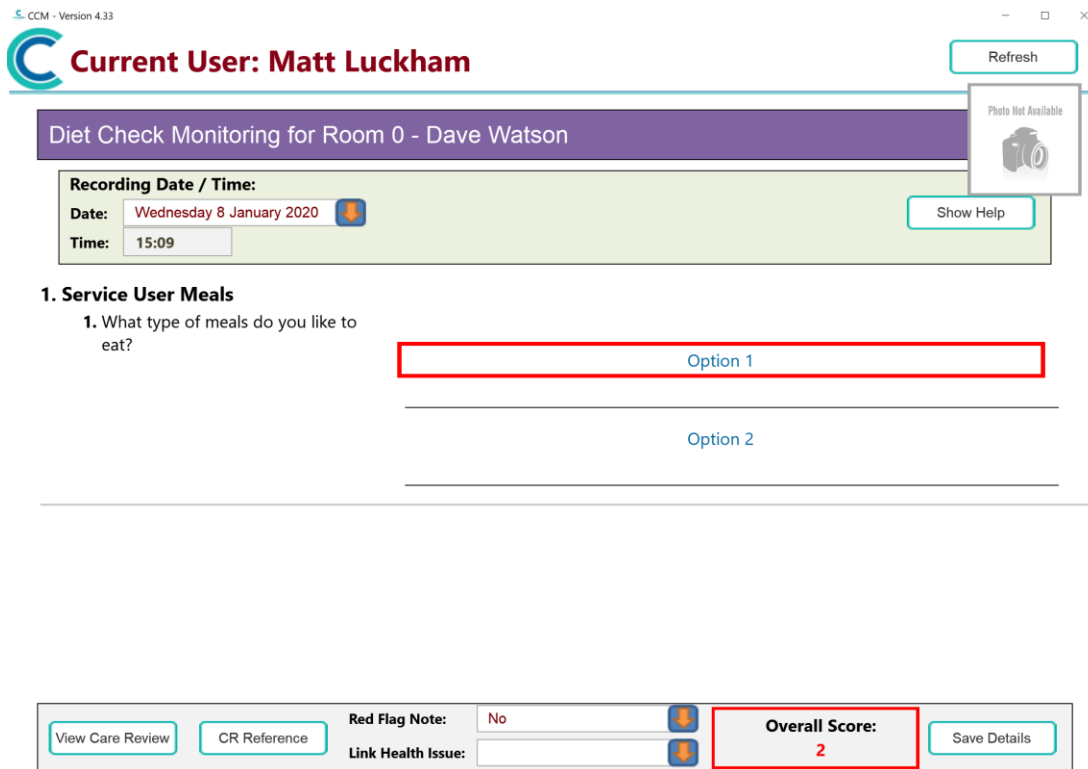 CCM - Version 4.33
Current User: Matt Luckham
Refresh
Photo Not Available
Diet Check Monitoring for Room 0 - Dave Watson
Recording Date / Time:
Date: Wednesday 8 January 2020
Show Help
Time: 15:09
1. Service User Meals
1. What type of meals do you like to
eat?
Option 1
Option 2
View Care Review
CR Reference
Red Flag Note: No
Link Health Issue:
Overall Score:
2
Save Details